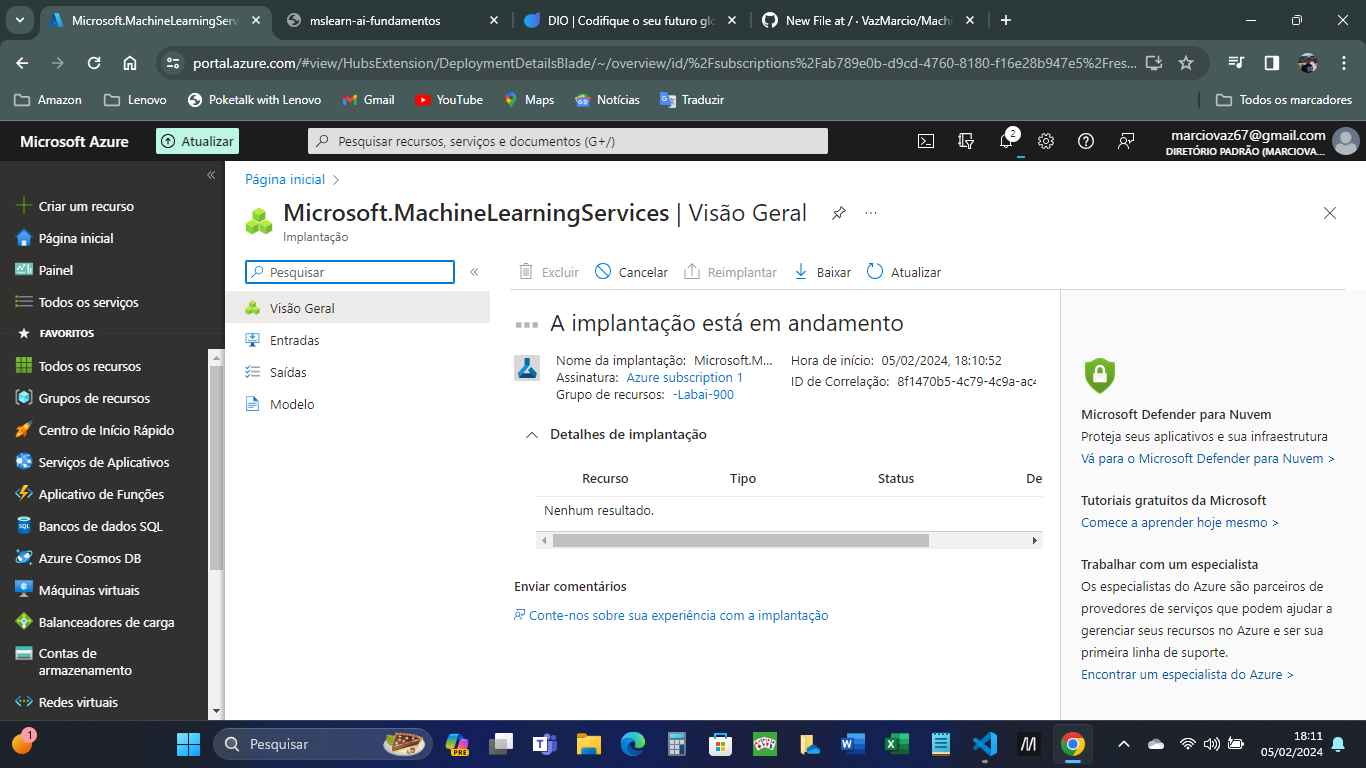 Microsoft.MachineLearningServ
mslearn-ai-fundamentos
DIO | Codifique o seu futuro glo
New File at / · VazMarcio/Machi
portal.azure.com/#view/HubsExtension/DeploymentDetailsBlade/~/overview/id/%2Fsubscriptions%2Fab789e0b-d9cd-4760-8180-f16e28b947e5%2Fres...
Amazon
Lenovo
Poketalk with Lenovo
Gmail
YouTube
Maps
Notícias
Traduzir
Todos os marcadores
Microsoft Azure
Atualizar
Pesquisar recursos, serviços e documentos (G+/)
2
marciovaz67@gmail.com
DIRETÓRIO PADRÃO (MARCIOVA...
Criar um recurso
Página inicial
Painel
Todos os serviços
FAVORITOS
Todos os recursos
Grupos de recursos
Centro de Início Rápido
Serviços de Aplicativos
Aplicativo de Funções
Bancos de dados SQL
Azure Cosmos DB
Máquinas virtuais
Balanceadores de carga
Contas de
armazenamento
Redes virtuais
Página inicial
Microsoft.MachineLearningServices | Visão Geral
Implantação
Pesquisar
Visão Geral
Entradas
Saídas
Modelo
Excluir
Cancelar
Reimplantar
Baixar
Atualizar
A implantação está em andamento
Nome da implantação: Microsoft.M...
Assinatura: Azure subscription 1
Grupo de recursos: -Labai-900
Hora de início: 05/02/2024, 18:10:52
ID de Correlação: 8f1470b5-4c79-4c9a-ac4
Detalhes de implantação
Recurso Tipo Status De
Nenhum resultado.
Enviar comentários
Conte-nos sobre sua experiência com a implantação
Microsoft Defender para Nuvem
Proteja seus aplicativos e sua infraestrutura
Vá para o Microsoft Defender para Nuvem >
Tutoriais gratuitos da Microsoft
Comece a aprender hoje mesmo >
Trabalhar com um especialista
Os especialistas do Azure são parceiros de
provedores de serviços que podem ajudar a
gerenciar seus recursos no Azure e ser sua
primeira linha de suporte.
Encontrar um especialista do Azure >
1
Pesquisar
PRE
18:11
05/02/2024